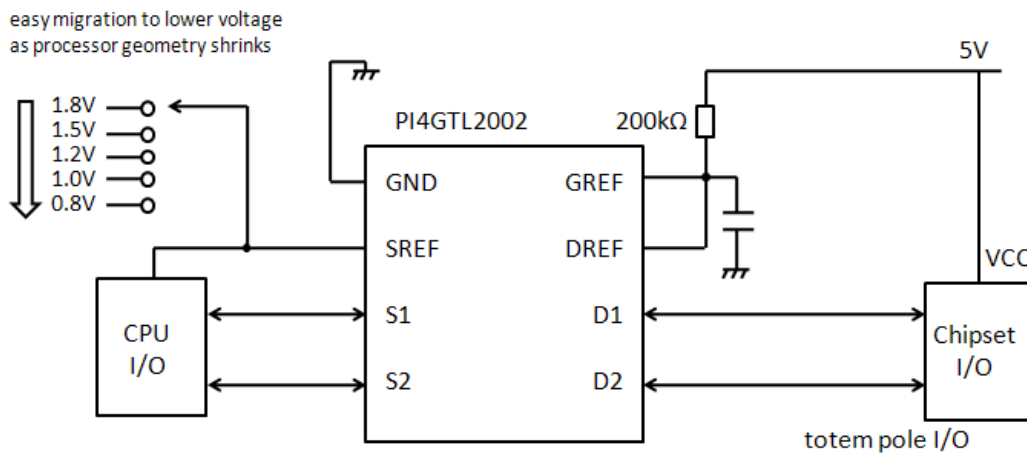 easy migration to lower voltage
as processor geometry shrinks
5V
1.8V
1.5V
1.2V
1.0V
0.8V
PI4GTL2002
200kΩ
GND
GREF
SREF
DREF
VCC
S1
D1
CPU
I/O
Chipset
I/O
S2
D2
totem pole I/O